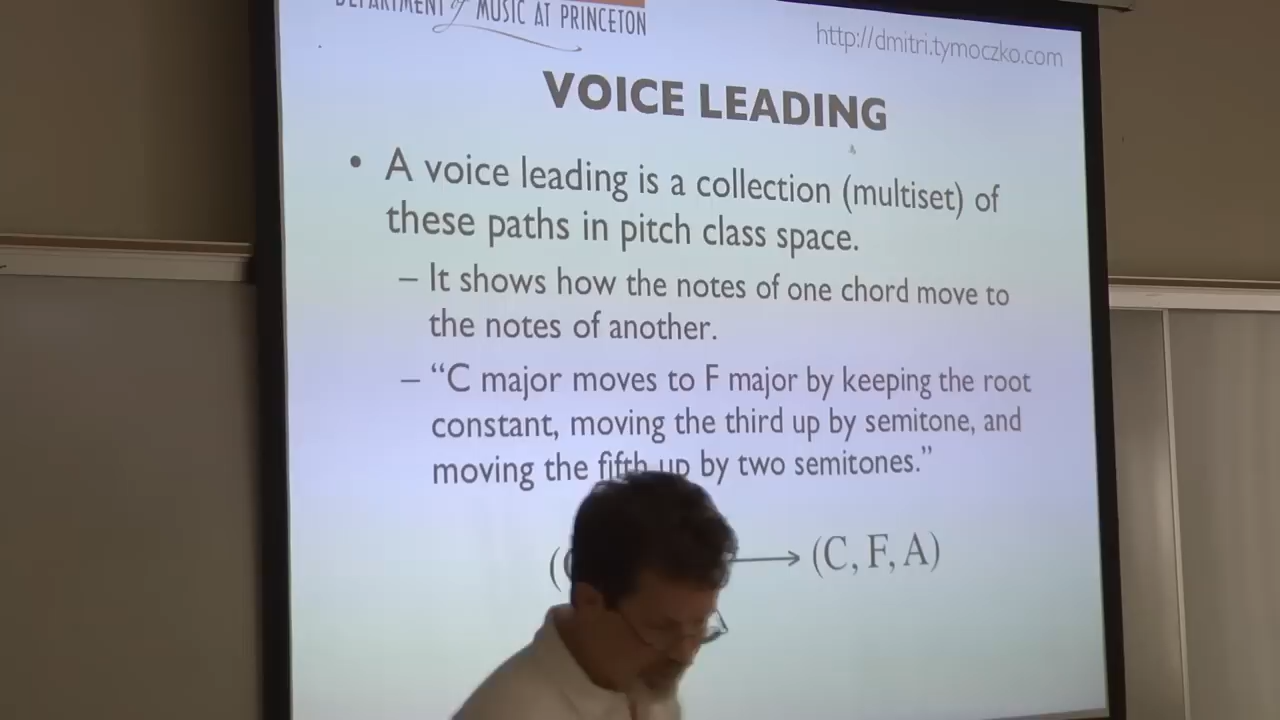 DEPARTMENT of MUSIC AT PRINCETON
http://dmitri.tymoczko.com
VOICE LEADING
• A voice leading is a collection (multiset) of
these paths in pitch class space.
– It shows how the notes of one chord move to
the notes of another.
– “C major moves to F major by keeping the root
constant, moving the third up by semitone, and
moving the fifth up by two semitones.”
( → (C, F, A)